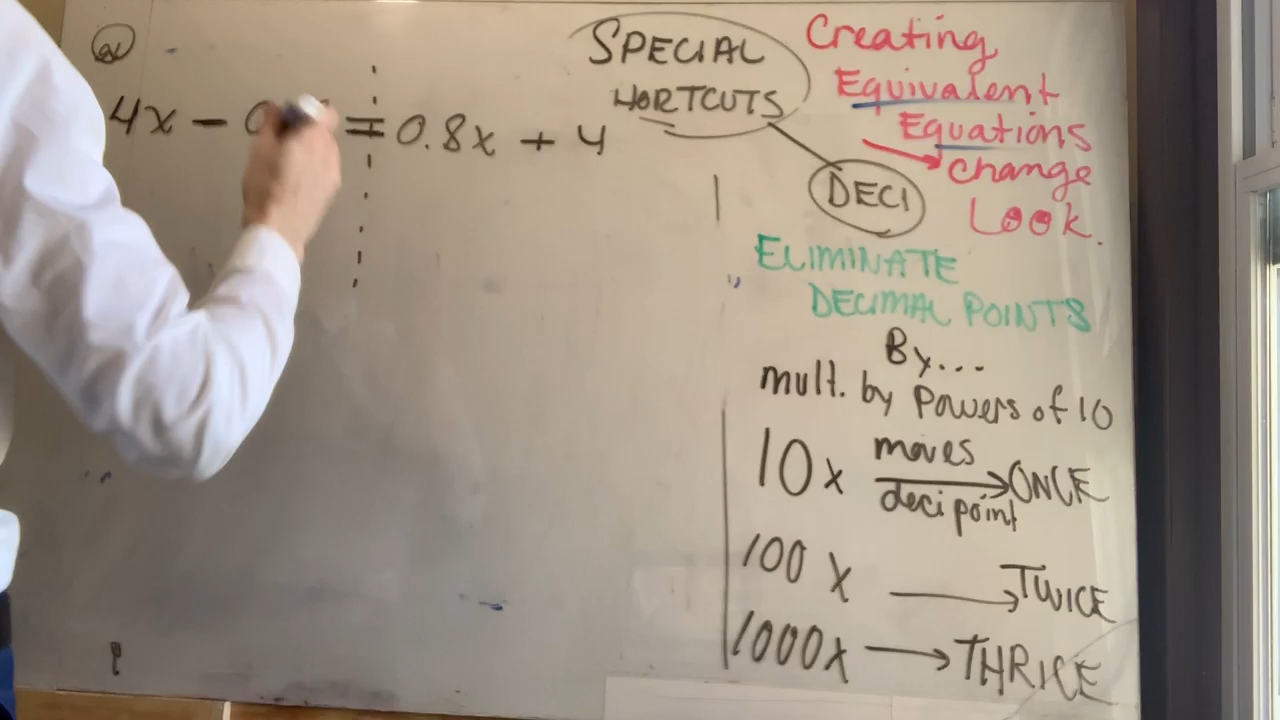 a)
4x - 0 = 0.8x + 4
SPECIAL
HORTCUTS
DECI
Creating
Equivalent
Equations
change
Look.
ELIMINATE
DECIMAL POINTS
By...
mult. by Powers of 10
10x moves deci point ONCE
100x TWICE
1000x THRICE